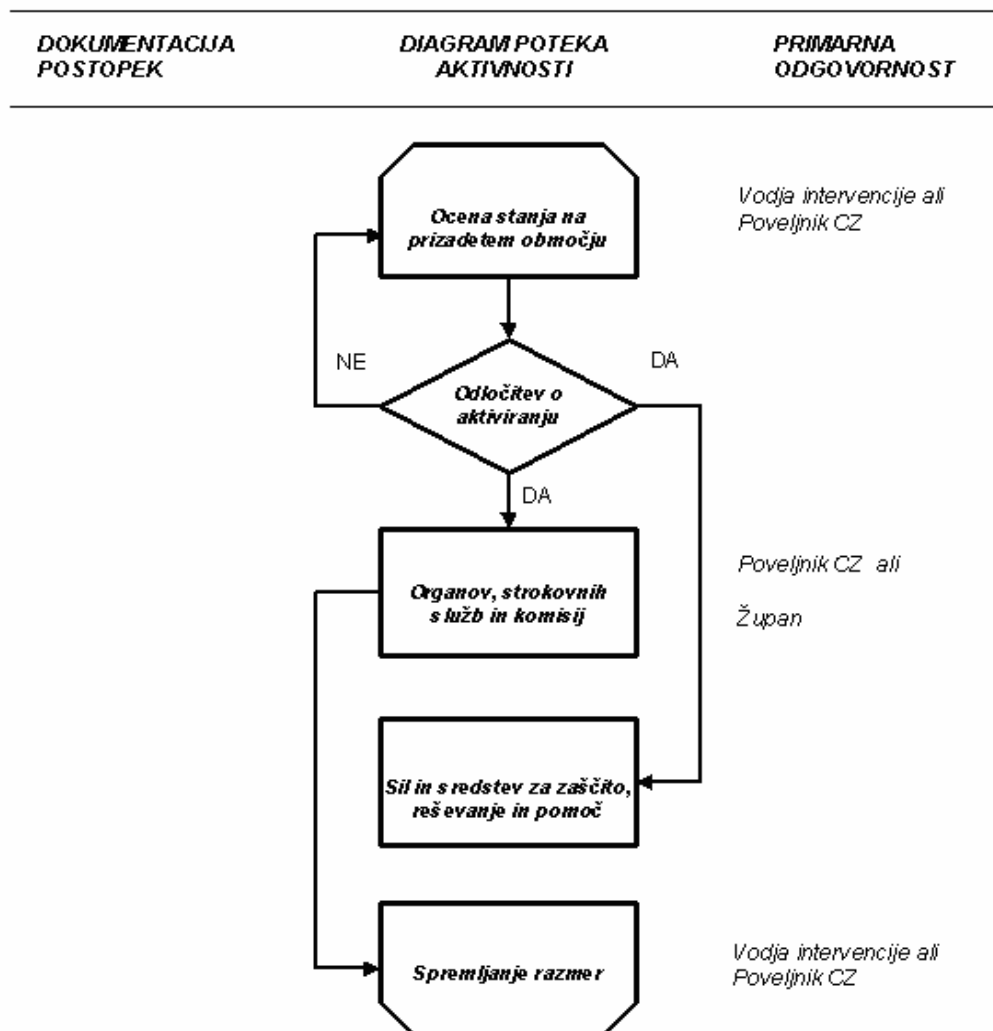 DOKUMENTACIJA
POSTOPEK
DIAGRAM POTEKA
AKTIVNOSTI
PRIMARNA
ODGOVORNOST
Ocena stanja na
prizadetem območju
Vodja intervencije ali
Poveljnik CZ
NE
DA
Odločitev o
aktiviranju
DA
Organov, strokovnih
služb in komisij
Poveljnik CZ ali
Župan
Sil in sredstev za zaščito,
reševanje in pomoč
Spremljanje razmer
Vodja intervencije ali
Poveljnik CZ